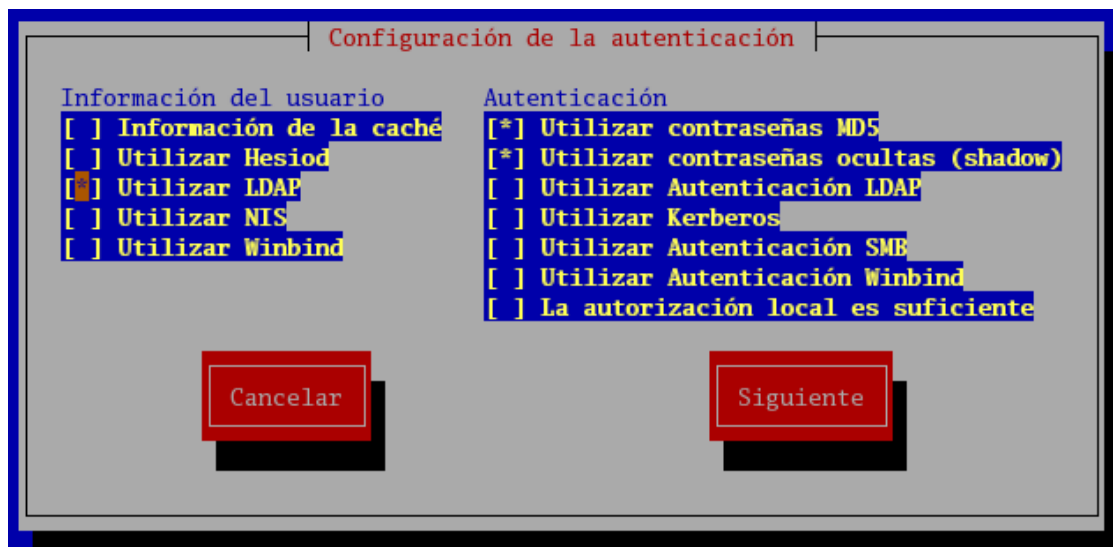 Configuración de la autenticación
Información del usuario
[ ] Información de la caché
[ ] Utilizar Hesiod
[*] Utilizar LDAP
[ ] Utilizar NIS
[ ] Utilizar Winbind
Autenticación
[*] Utilizar contraseñas MD5
[*] Utilizar contraseñas ocultas (shadow)
[ ] Utilizar Autenticación LDAP
[ ] Utilizar Kerberos
[ ] Utilizar Autenticación SMB
[ ] Utilizar Autenticación Winbind
[ ] La autorización local es suficiente
Cancelar
Siguiente